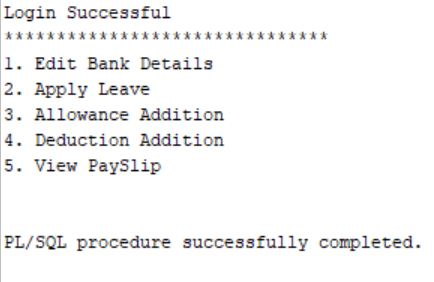 Login Successful
*******************************
1. Edit Bank Details
2. Apply Leave
3. Allowance Addition
4. Deduction Addition
5. View PaySlip
PL/SQL procedure successfully completed.